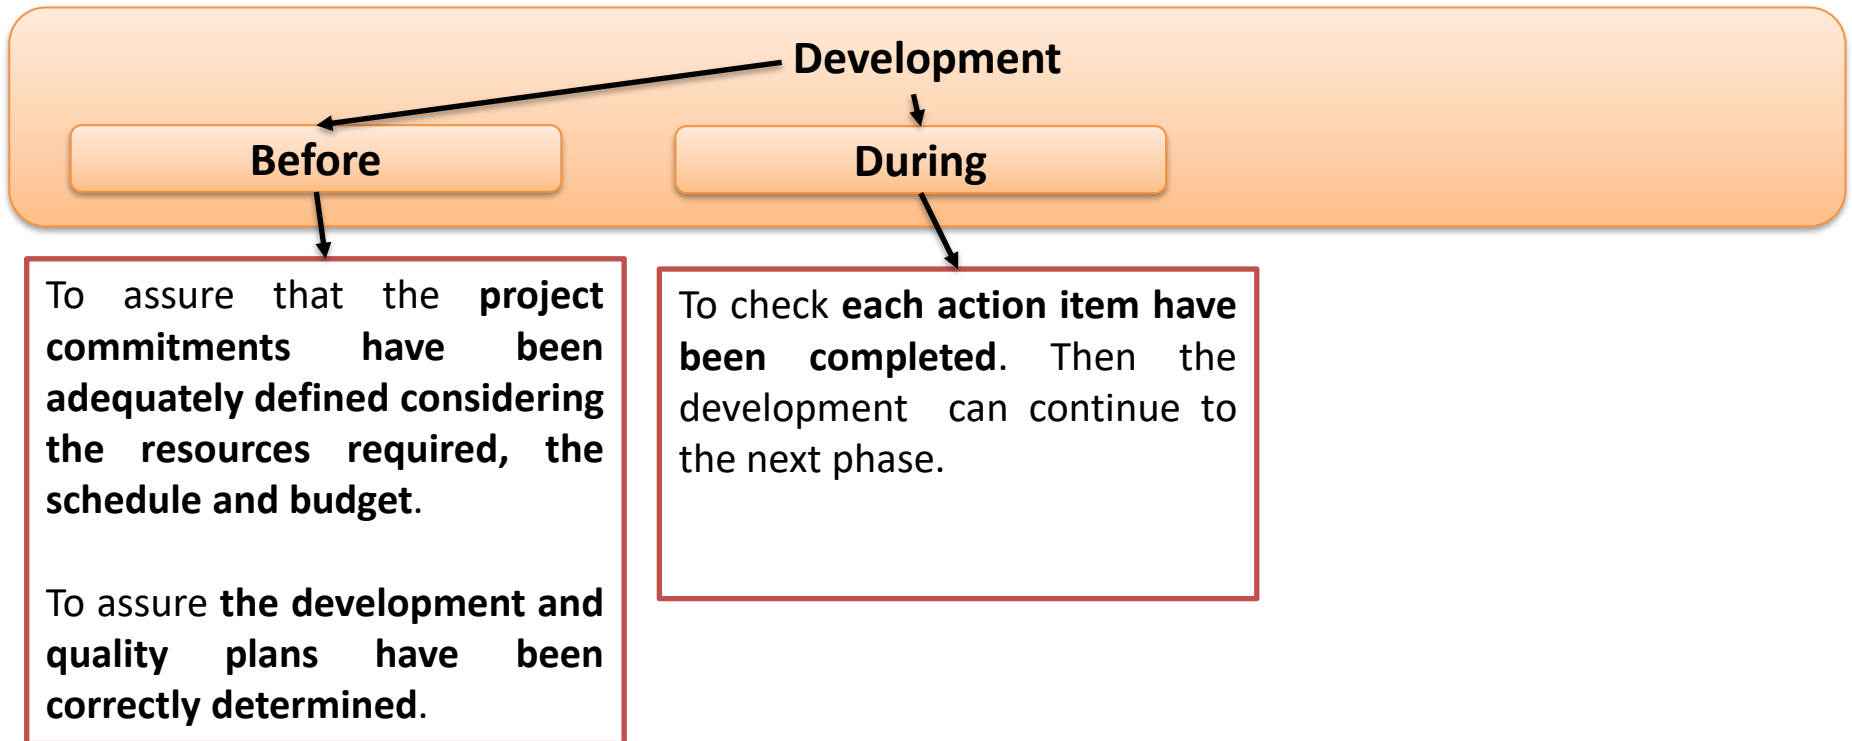 Development
Before
During
To assure that the project
commitments have been
adequately defined considering
the resources required, the
schedule and budget.
To assure the development and
quality plans have been
correctly determined.
To check each action item have
been completed. Then the
development can continue to
the next phase.